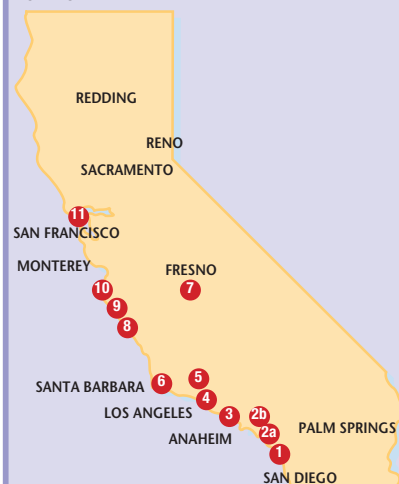 REDDING
RENO
SACRAMENTO
11
SAN FRANCISCO
MONTEREY
FRESNO
10
7
9
8
5
6
SANTA BARBARA
4
LOS ANGELES
3
2b
ANAHEIM
2a
PALM SPRINGS
1
SAN DIEGO